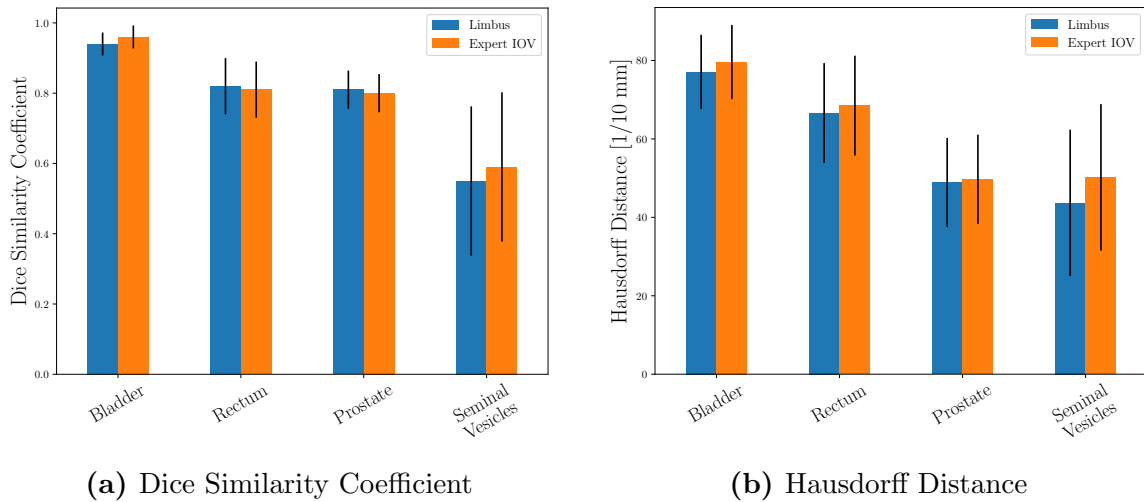 Dice Similarity Coefficient
1.0
0.8
0.6
0.4
0.2
0.0
Limbus
Expert IOV
Bladder
Rectum
Prostate
Seminal
Vesicles
(a) Dice Similarity Coefficient
Hausdorff Distance [1/10 mm]
80
60
40
20
0
Limbus
Expert IOV
Bladder
Rectum
Prostate
Seminal
Vesicles
(b) Hausdorff Distance